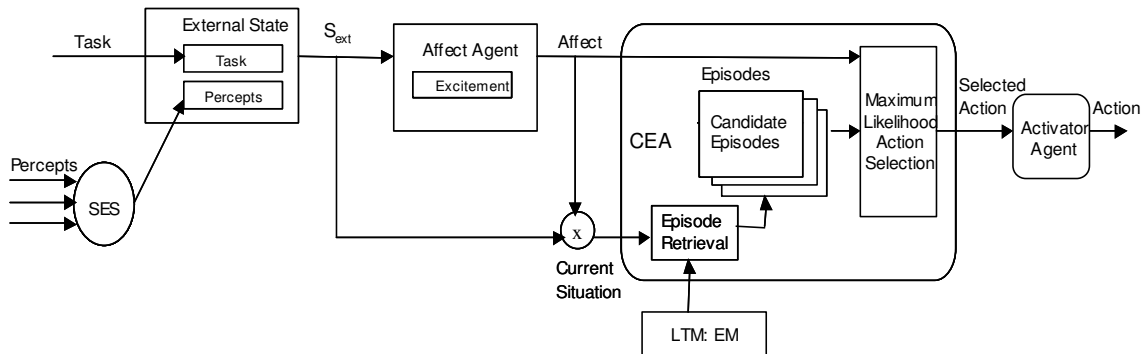 External State
Task
Task
Percepts
S_ext
Affect Agent
Excitement
Affect
Episodes
Candidate
Episodes
CEA
Maximum
Likelihood
Action
Selection
Selected
Action
Activator
Agent
Action
Percepts
SES
x
Current
Situation
Episode
Retrieval
LTM: EM